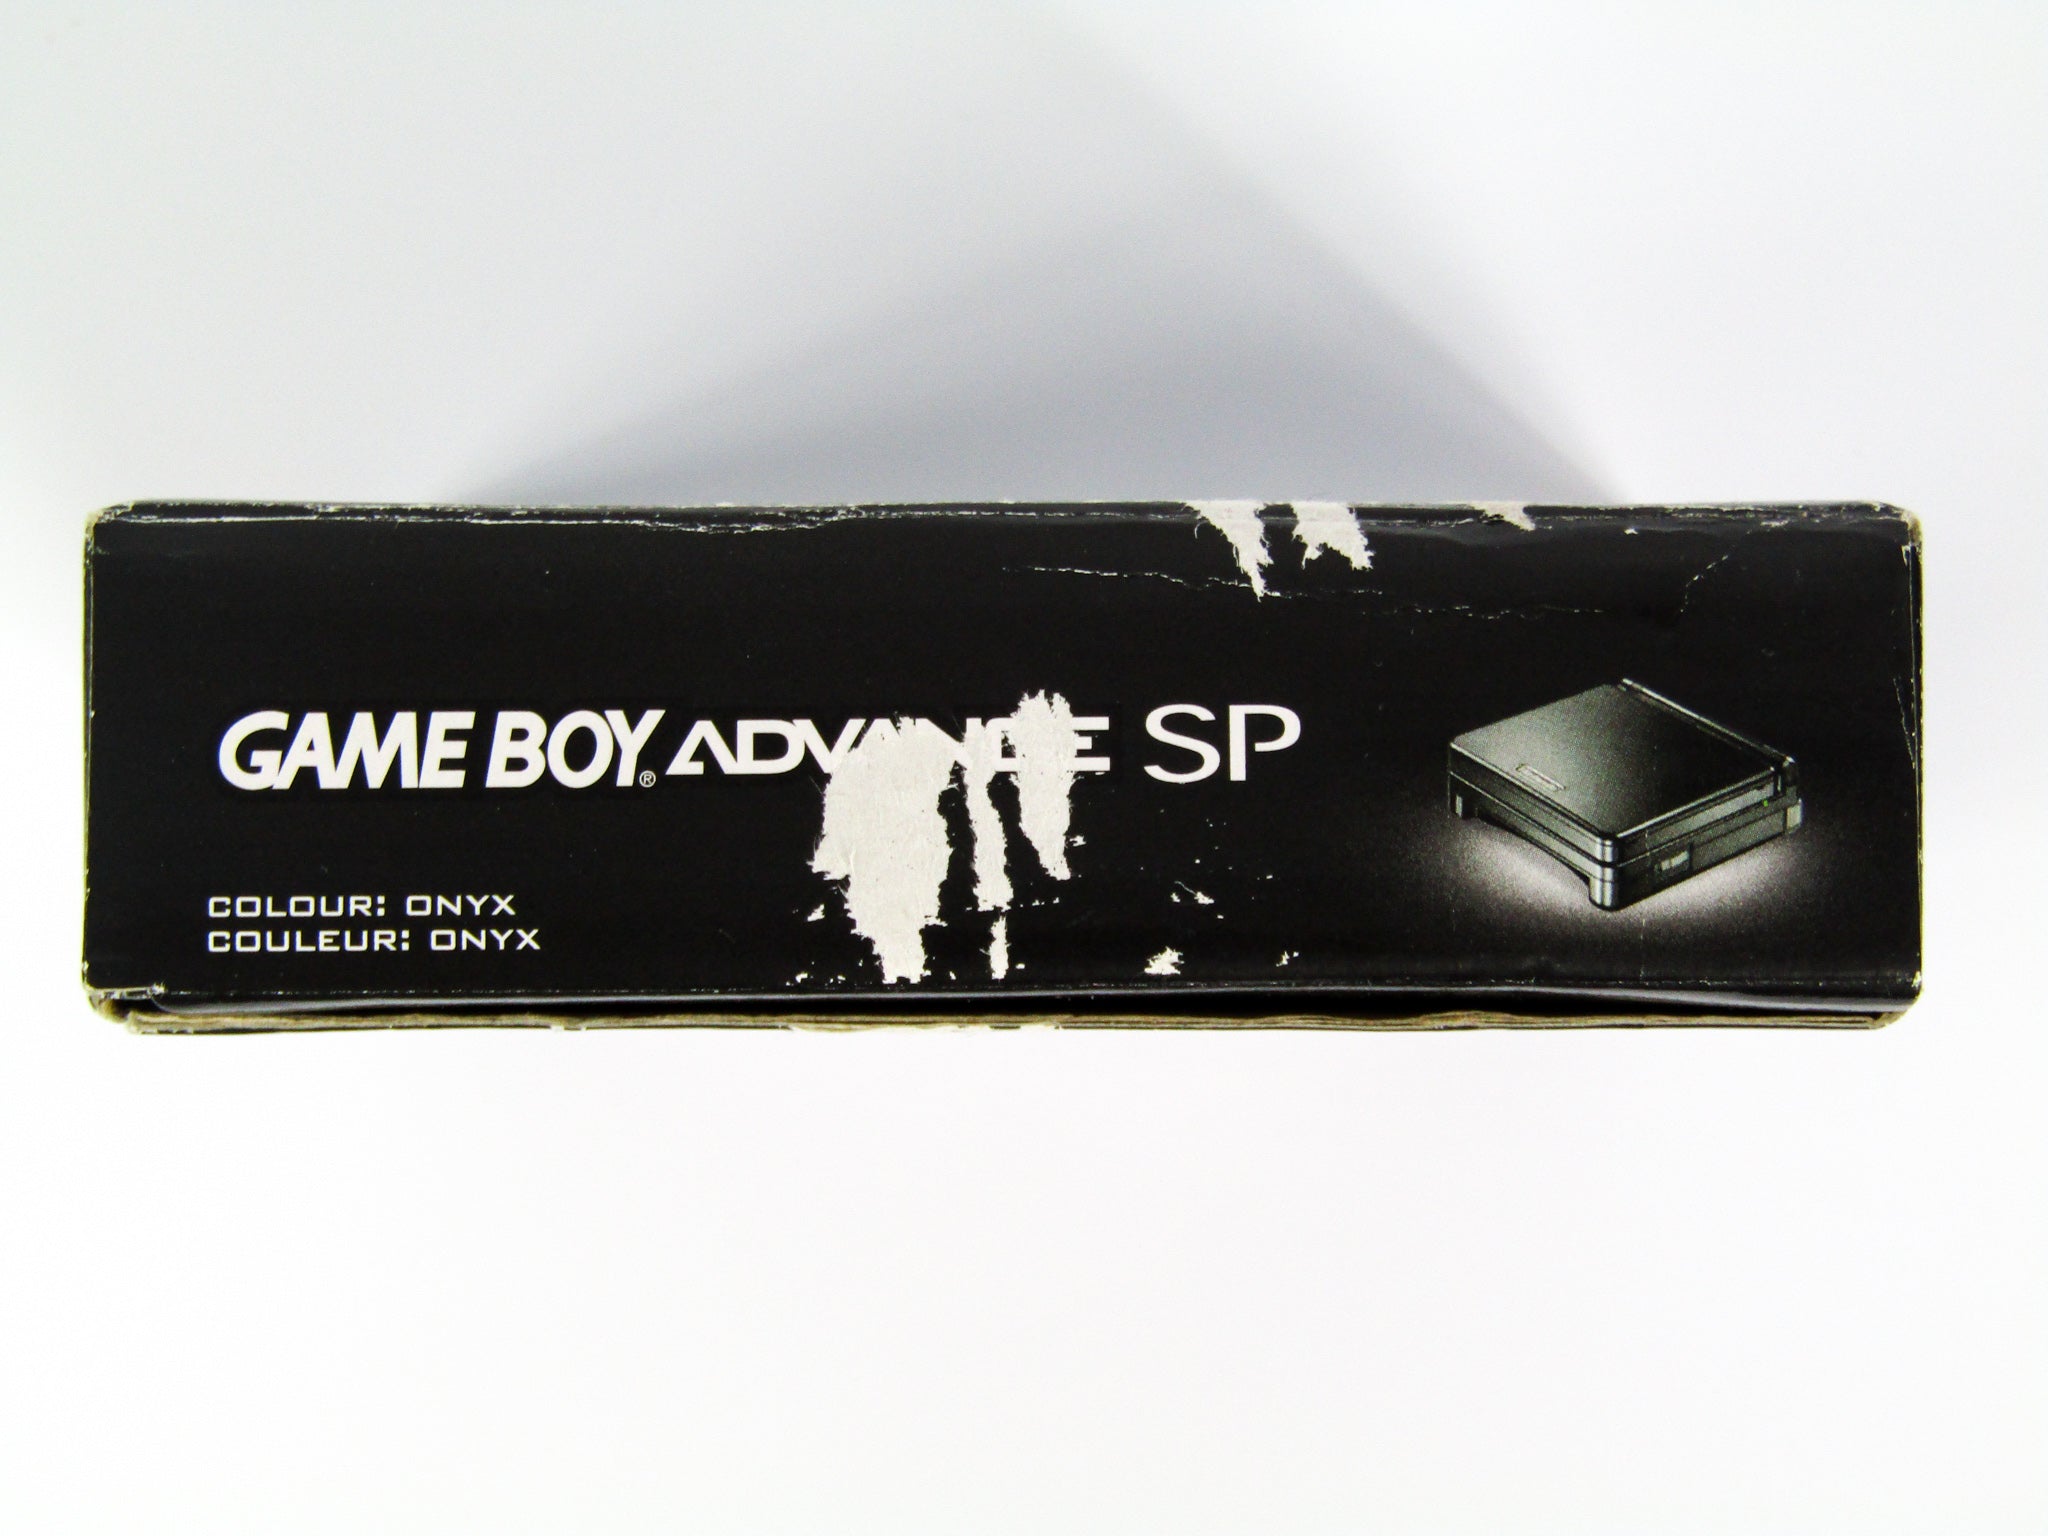 GAME BOY® ADVANCE SP
COLOUR: ONYX
COULEUR: ONYX